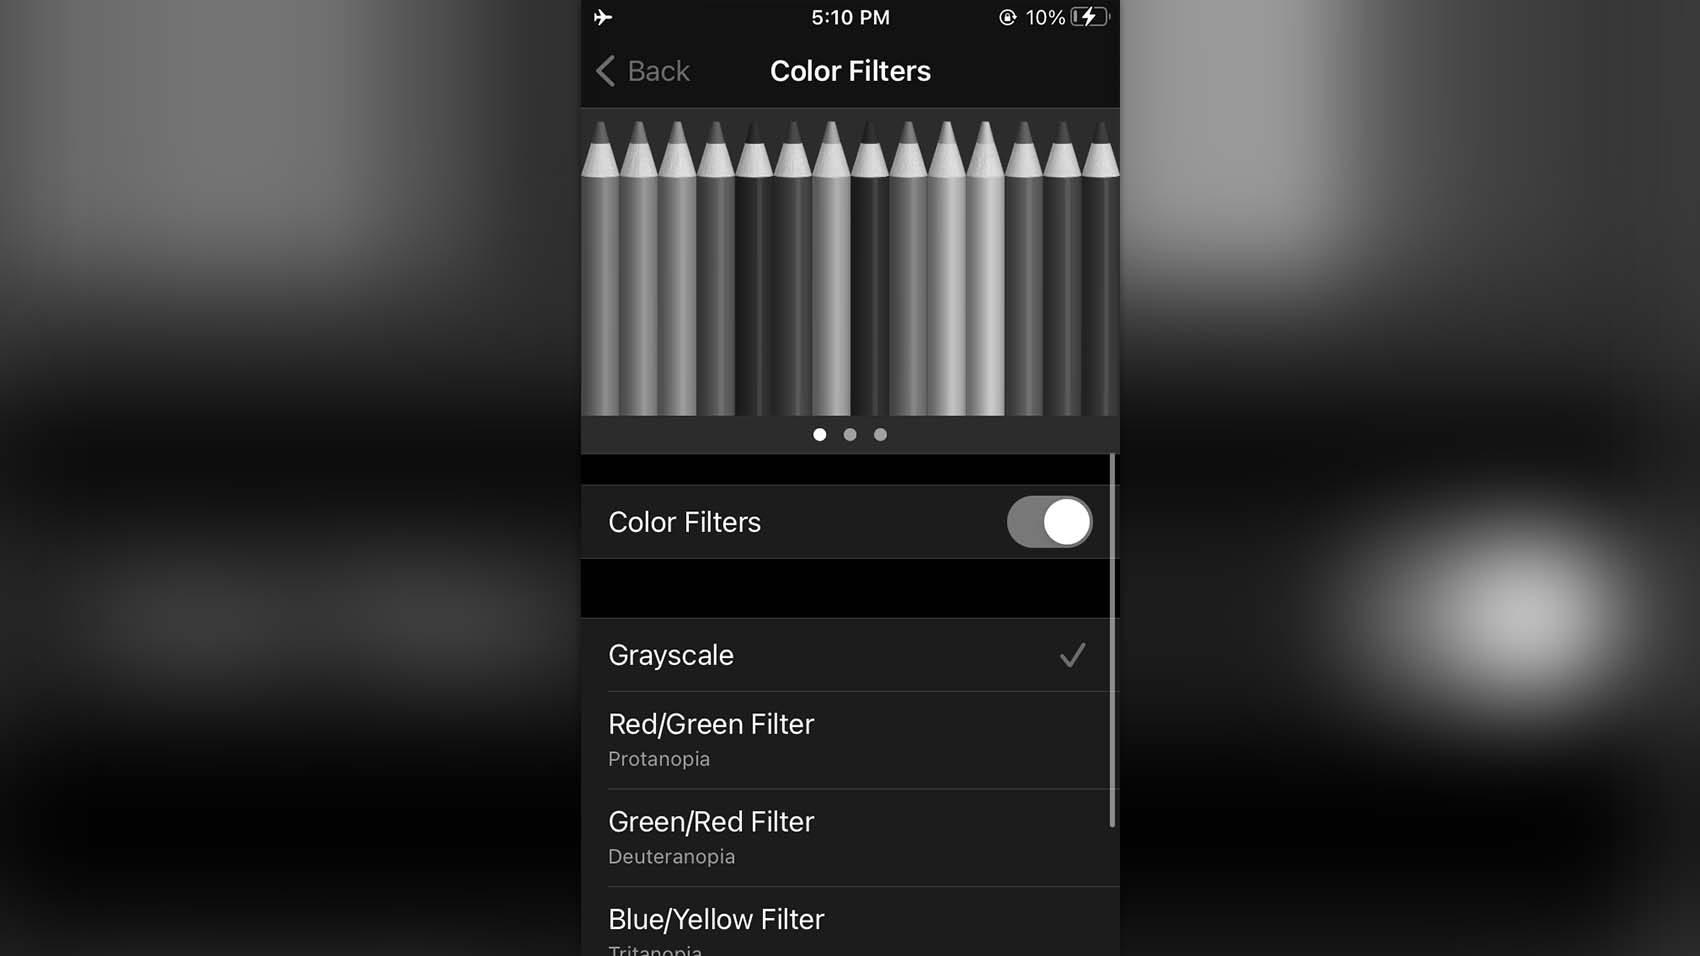 5:10 PM
10%
Back
Color Filters
Color Filters
Grayscale
Red/Green Filter
Protanopia
Green/Red Filter
Deuteranopia
Blue/Yellow Filter
Tritanopia